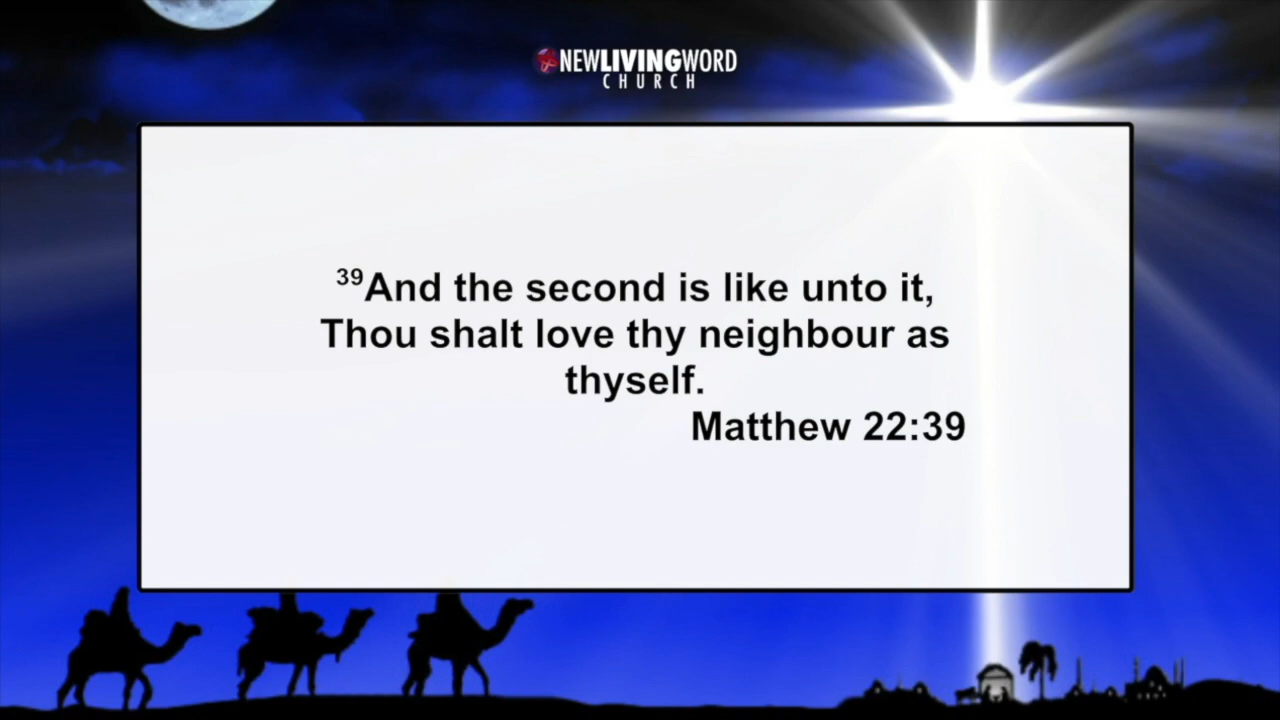 NEWLIVINGWORD
CHURCH
39And the second is like unto it,
Thou shalt love thy neighbour as
thyself.
Matthew 22:39